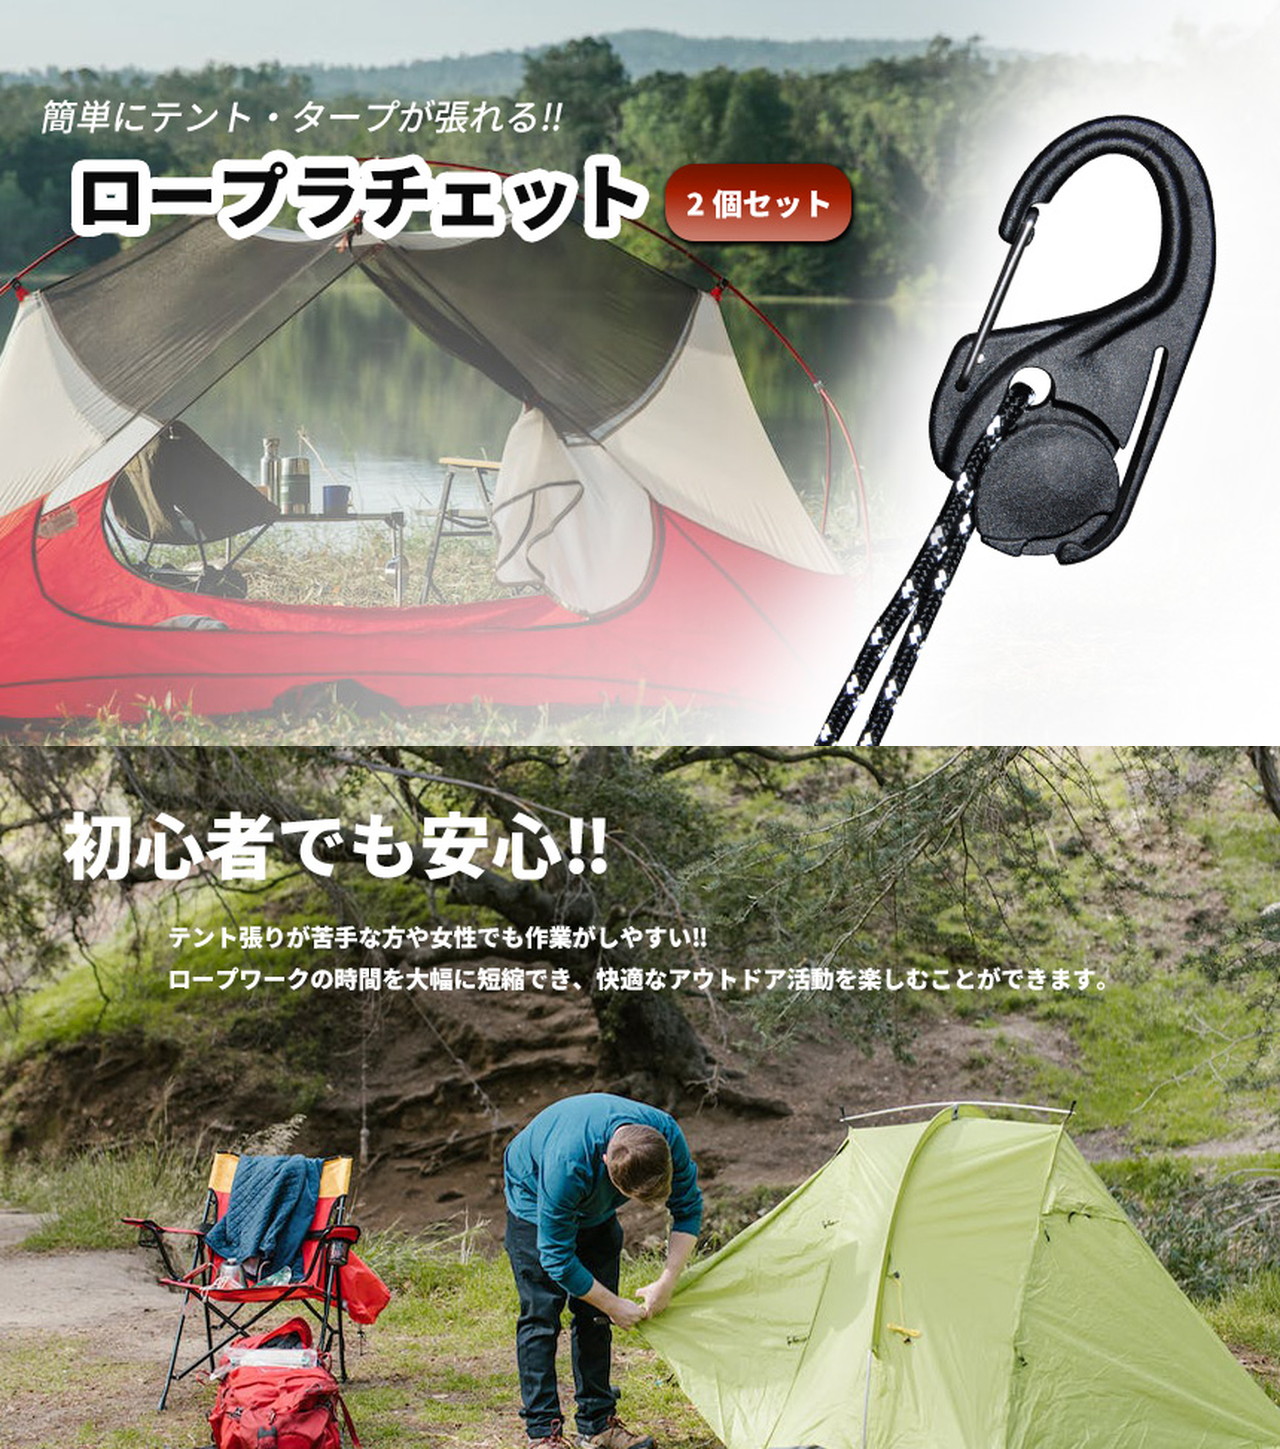 簡単にテント・タープが張れる!!
ロープラチェット
2個セット
初心者でも安心!!
テント張りが苦手な方や女性でも作業がしやすい!!
ロープワークの時間を大幅に短縮でき、快適なアウトドア活動を楽しむことができます。